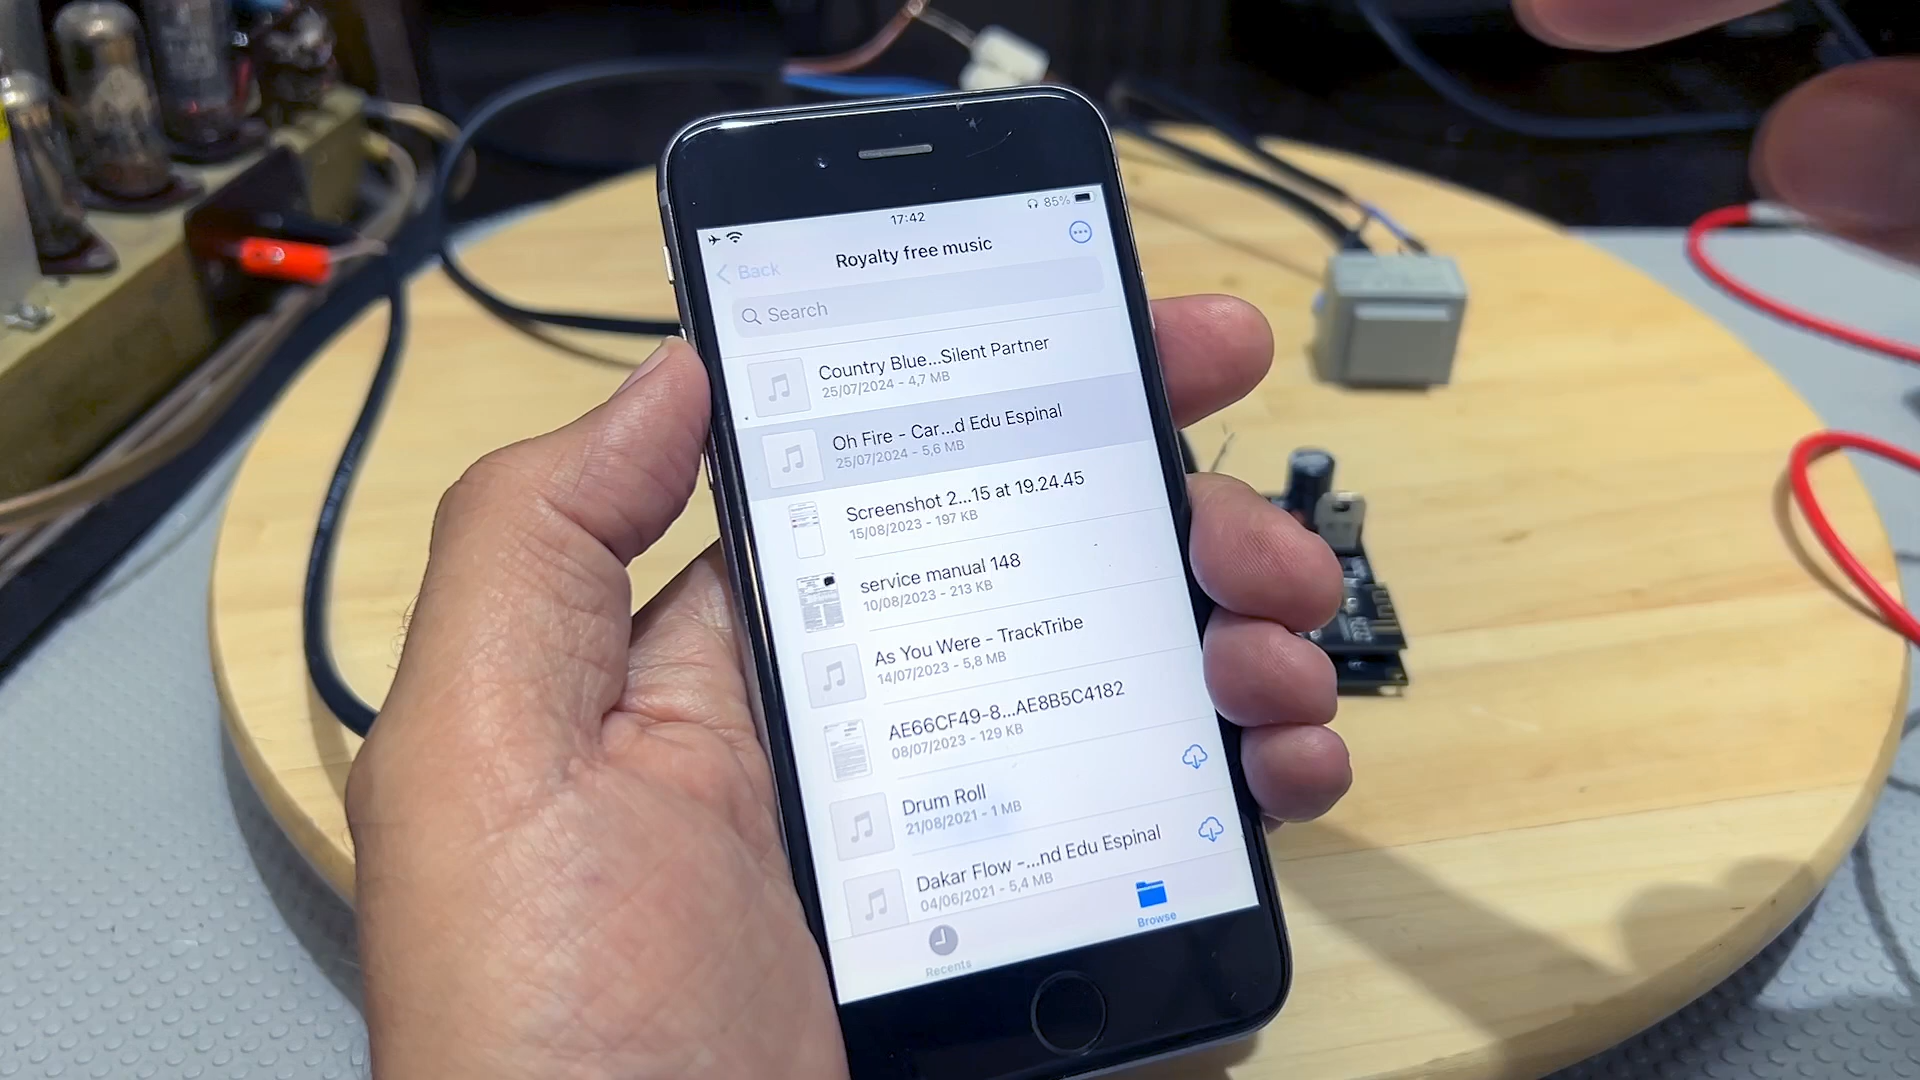 17:42
85%
Back
Royalty free music
Search
Country Blue...Silent Partner
25/07/2024 - 4,7 MB
Oh Fire - Car...d Edu Espinal
25/07/2024 - 5,6 MB
Screenshot 2...15 at 19.24.45
15/08/2023 - 197 KB
service manual 148
10/08/2023 - 213 KB
As You Were - TrackTribe
14/07/2023 - 5,8 MB
AE66CF49-8...AE8B5C4182
08/07/2023 - 129 KB
Drum Roll
21/08/2021 - 1 MB
Dakar Flow -...nd Edu Espinal
04/06/2021 - 5,4 MB
Recents
Browse